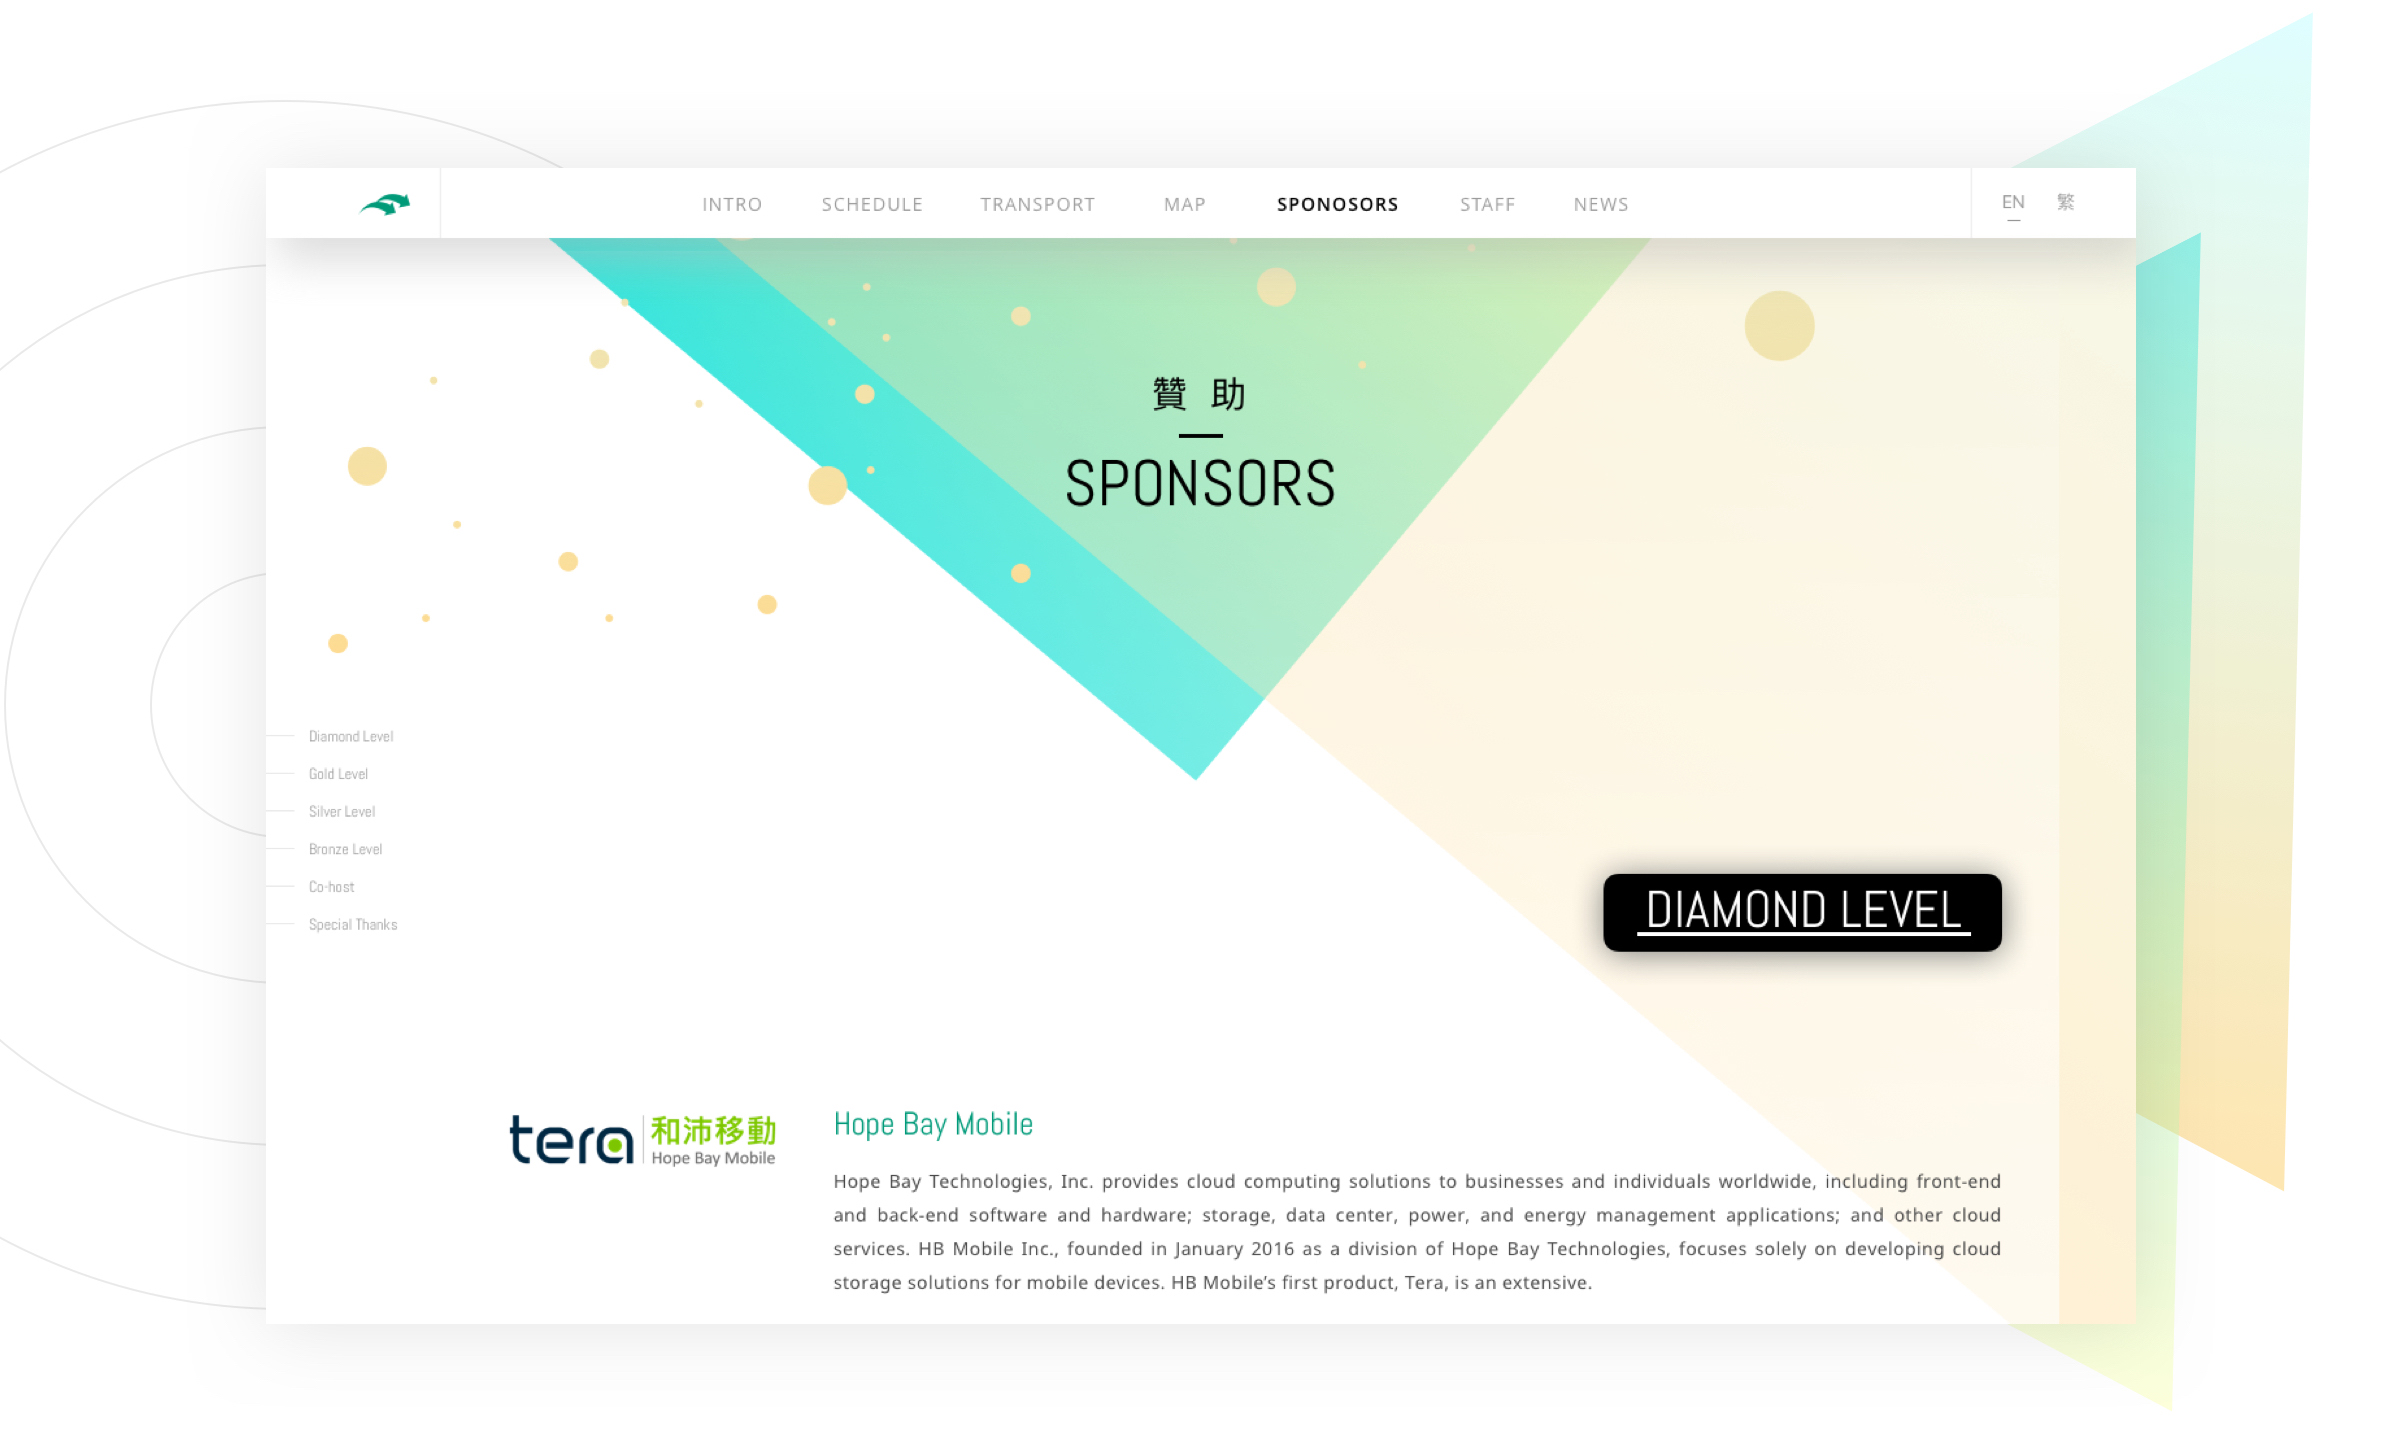 INTRO SCHEDULE TRANSPORT MAP SPONOSORS STAFF NEWS EN 繁
贊助
SPONSORS
Diamond Level
Gold Level
Silver Level
Bronze Level
Co-host
Special Thanks
DIAMOND LEVEL
tera 和沛移動
Hope Bay Mobile
Hope Bay Mobile
Hope Bay Technologies, Inc. provides cloud computing solutions to businesses and individuals worldwide, including front-end
and back-end software and hardware; storage, data center, power, and energy management applications; and other cloud
services. HB Mobile Inc., founded in January 2016 as a division of Hope Bay Technologies, focuses solely on developing cloud
storage solutions for mobile devices. HB Mobile’s first product, Tera, is an extensive.